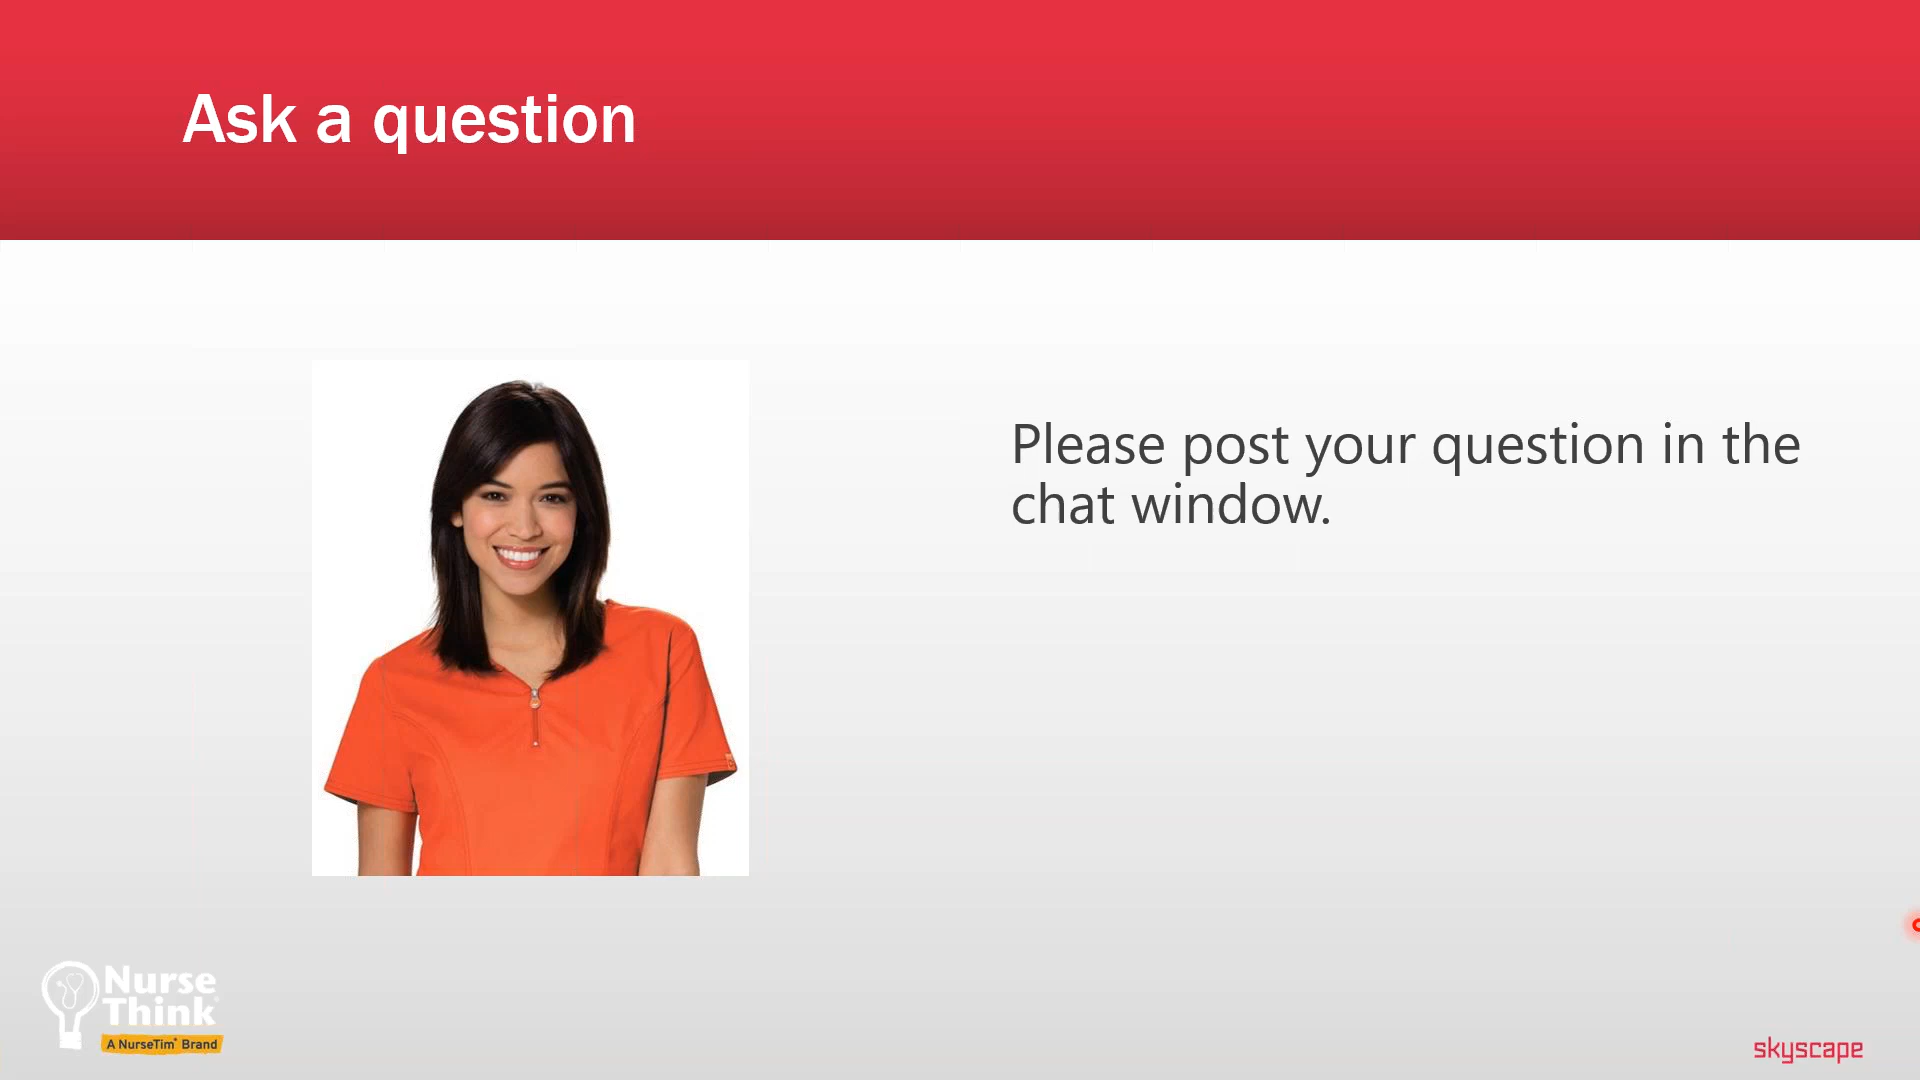 Ask a question
Please post your question in the
chat window.
Nurse
Think®
A NurseTim® Brand
skyscape